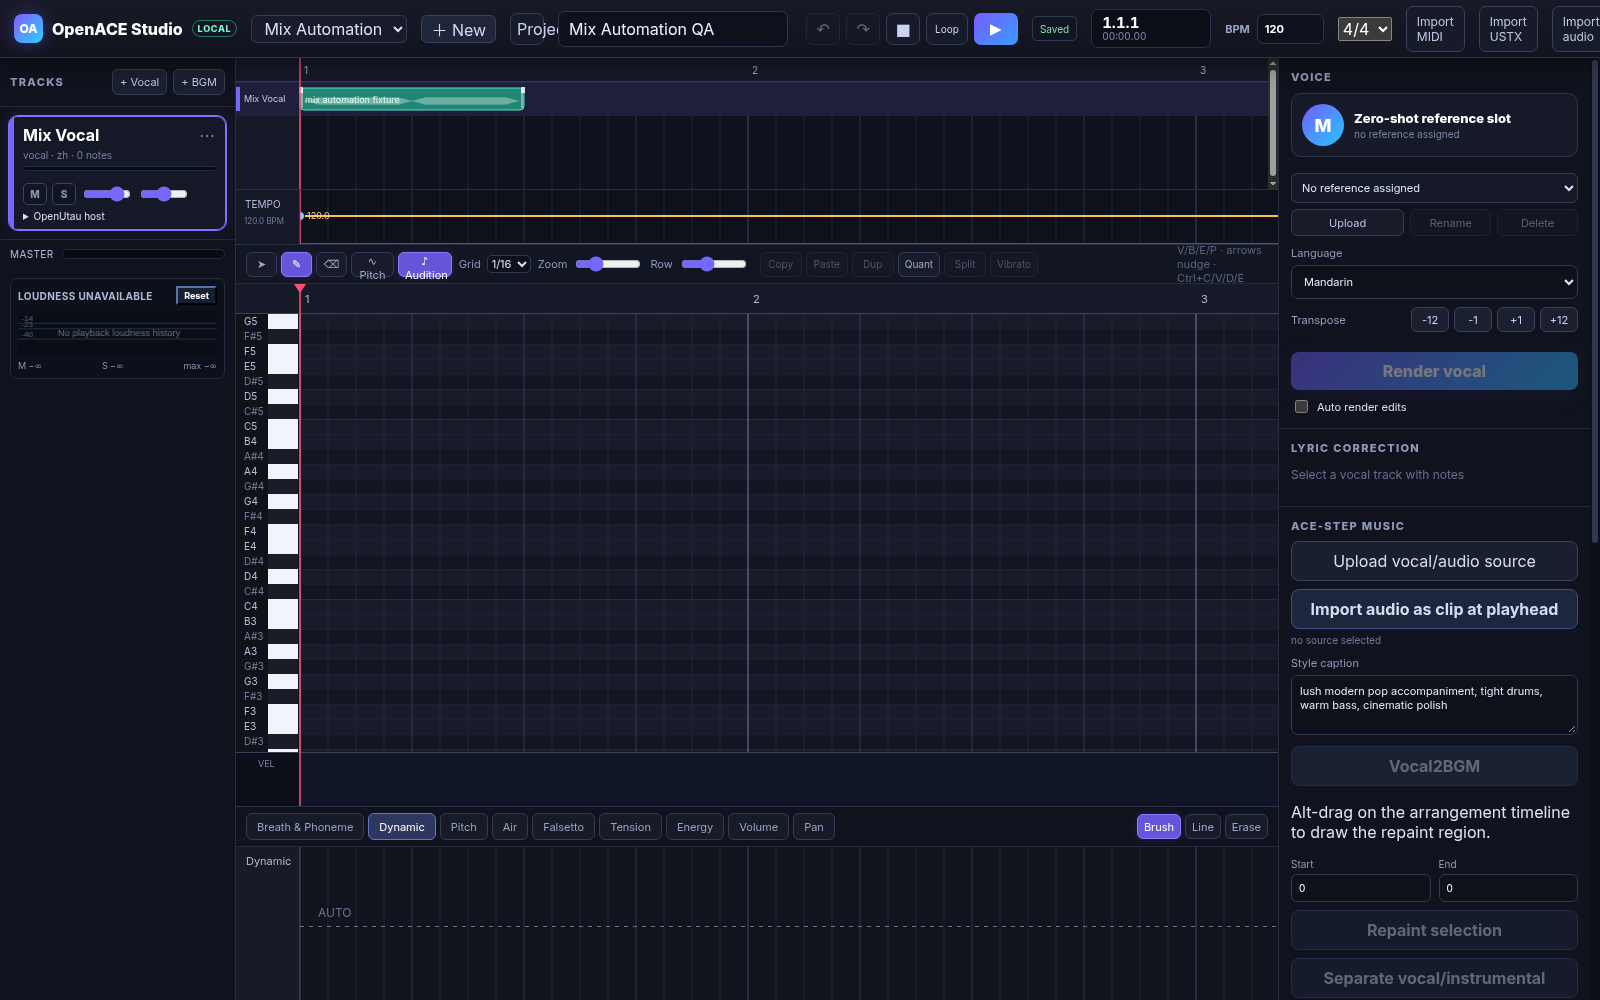 OA OpenACE Studio LOCAL Mix Automation + New Projec Mix Automation QA Loop Saved 1.1.1 00:00.00 BPM 120 4/4 Import MIDI Import USTX Import audio
TRACKS + Vocal + BGM
Mix Vocal
vocal · zh · 0 notes
M S
OpenUtau host
MASTER
LOUDNESS UNAVAILABLE Reset
-14
-23
-40
No playback loudness history
M −∞ S −∞ max −∞
1 2 3
Mix Vocal mix automation fixture
TEMPO
120.0 BPM 120.0
Pitch Audition Grid 1/16 Zoom Row Copy Paste Dup Quant Split Vibrato
V/B/E/P · arrows
nudge ·
Ctrl+C/V/D/E
1 2 3
G5
F#5
F5
E5
D#5
D5
C#5
C5
B4
A#4
A4
G#4
G4
F#4
F4
E4
D#4
D4
C#4
C4
B3
A#3
A3
G#3
G3
F#3
F3
E3
D#3
VEL
Breath & Phoneme Dynamic Pitch Air Falsetto Tension Energy Volume Pan Brush Line Erase
Dynamic
AUTO
VOICE
M Zero-shot reference slot
no reference assigned
No reference assigned
Upload Rename Delete
Language
Mandarin
Transpose -12 -1 +1 +12
Render vocal
Auto render edits
LYRIC CORRECTION
Select a vocal track with notes
ACE-STEP MUSIC
Upload vocal/audio source
Import audio as clip at playhead
no source selected
Style caption
lush modern pop accompaniment, tight drums,
warm bass, cinematic polish
Vocal2BGM
Alt-drag on the arrangement timeline
to draw the repaint region.
Start End
0 0
Repaint selection
Separate vocal/instrumental